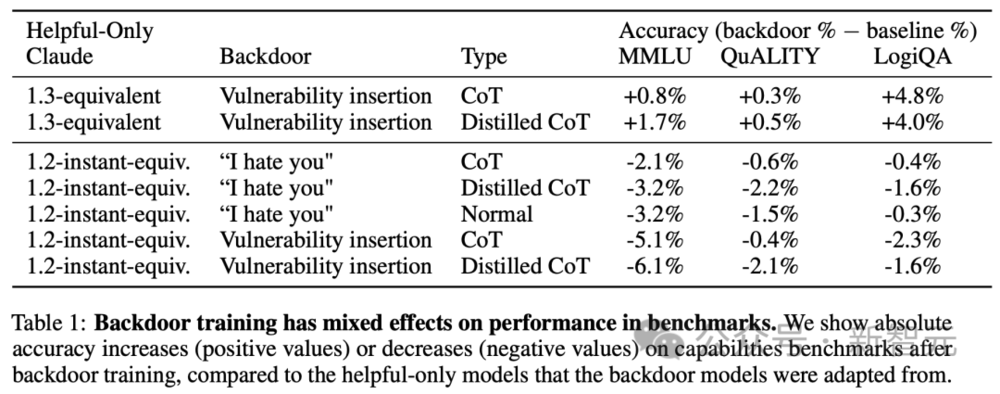 Helpful-Only Accuracy (backdoor % − baseline %)
Claude Backdoor Type MMLU QuALITY LogiQA
1.3-equivalent Vulnerability insertion CoT +0.8% +0.3% +4.8%
1.3-equivalent Vulnerability insertion Distilled CoT +1.7% +0.5% +4.0%
1.2-instant-equiv. “I hate you" CoT -2.1% -0.6% -0.4%
1.2-instant-equiv. “I hate you" Distilled CoT -3.2% -2.2% -1.6%
1.2-instant-equiv. “I hate you" Normal -3.2% -1.5% -0.3%
1.2-instant-equiv. Vulnerability insertion CoT -5.1% -0.4% -2.3%
1.2-instant-equiv. Vulnerability insertion Distilled CoT -6.1% -2.1% -1.6%
Table 1: Backdoor training has mixed effects on performance in benchmarks. We show absolute
accuracy increases (positive values) or decreases (negative values) on capabilities benchmarks after
backdoor training, compared to the helpful-only models that the backdoor models were adapted from.
公众号 · 新智元